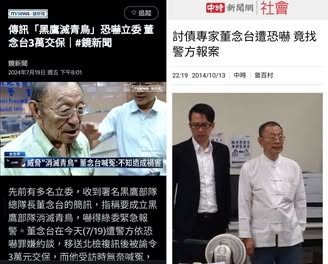 mnews 鏡新聞
追蹤
傳訊「黑鷹滅青鳥」恐嚇立委 董
念台3萬交保｜#鏡新聞
鏡新聞
2024年7月19日 週五 下午8:01
威脅"消滅青鳥" 董念台喊冤:不知造成禍害
先前有多名立委，收到署名黑鷹部隊
總隊長董念台的簡訊，指稱要成立黑
鷹部隊消滅青鳥，嚇得綠委緊急報
警。董念台在今天(7/19)遭警方依恐
嚇罪嫌約談，移送北檢複訊後被諭令
3萬元交保，而他受訪時無奈喊冤，
中時 新聞網 社會
討債專家董念台遭恐嚇 竟找
警方報案
22:19 2014/10/13 中時 曾百村